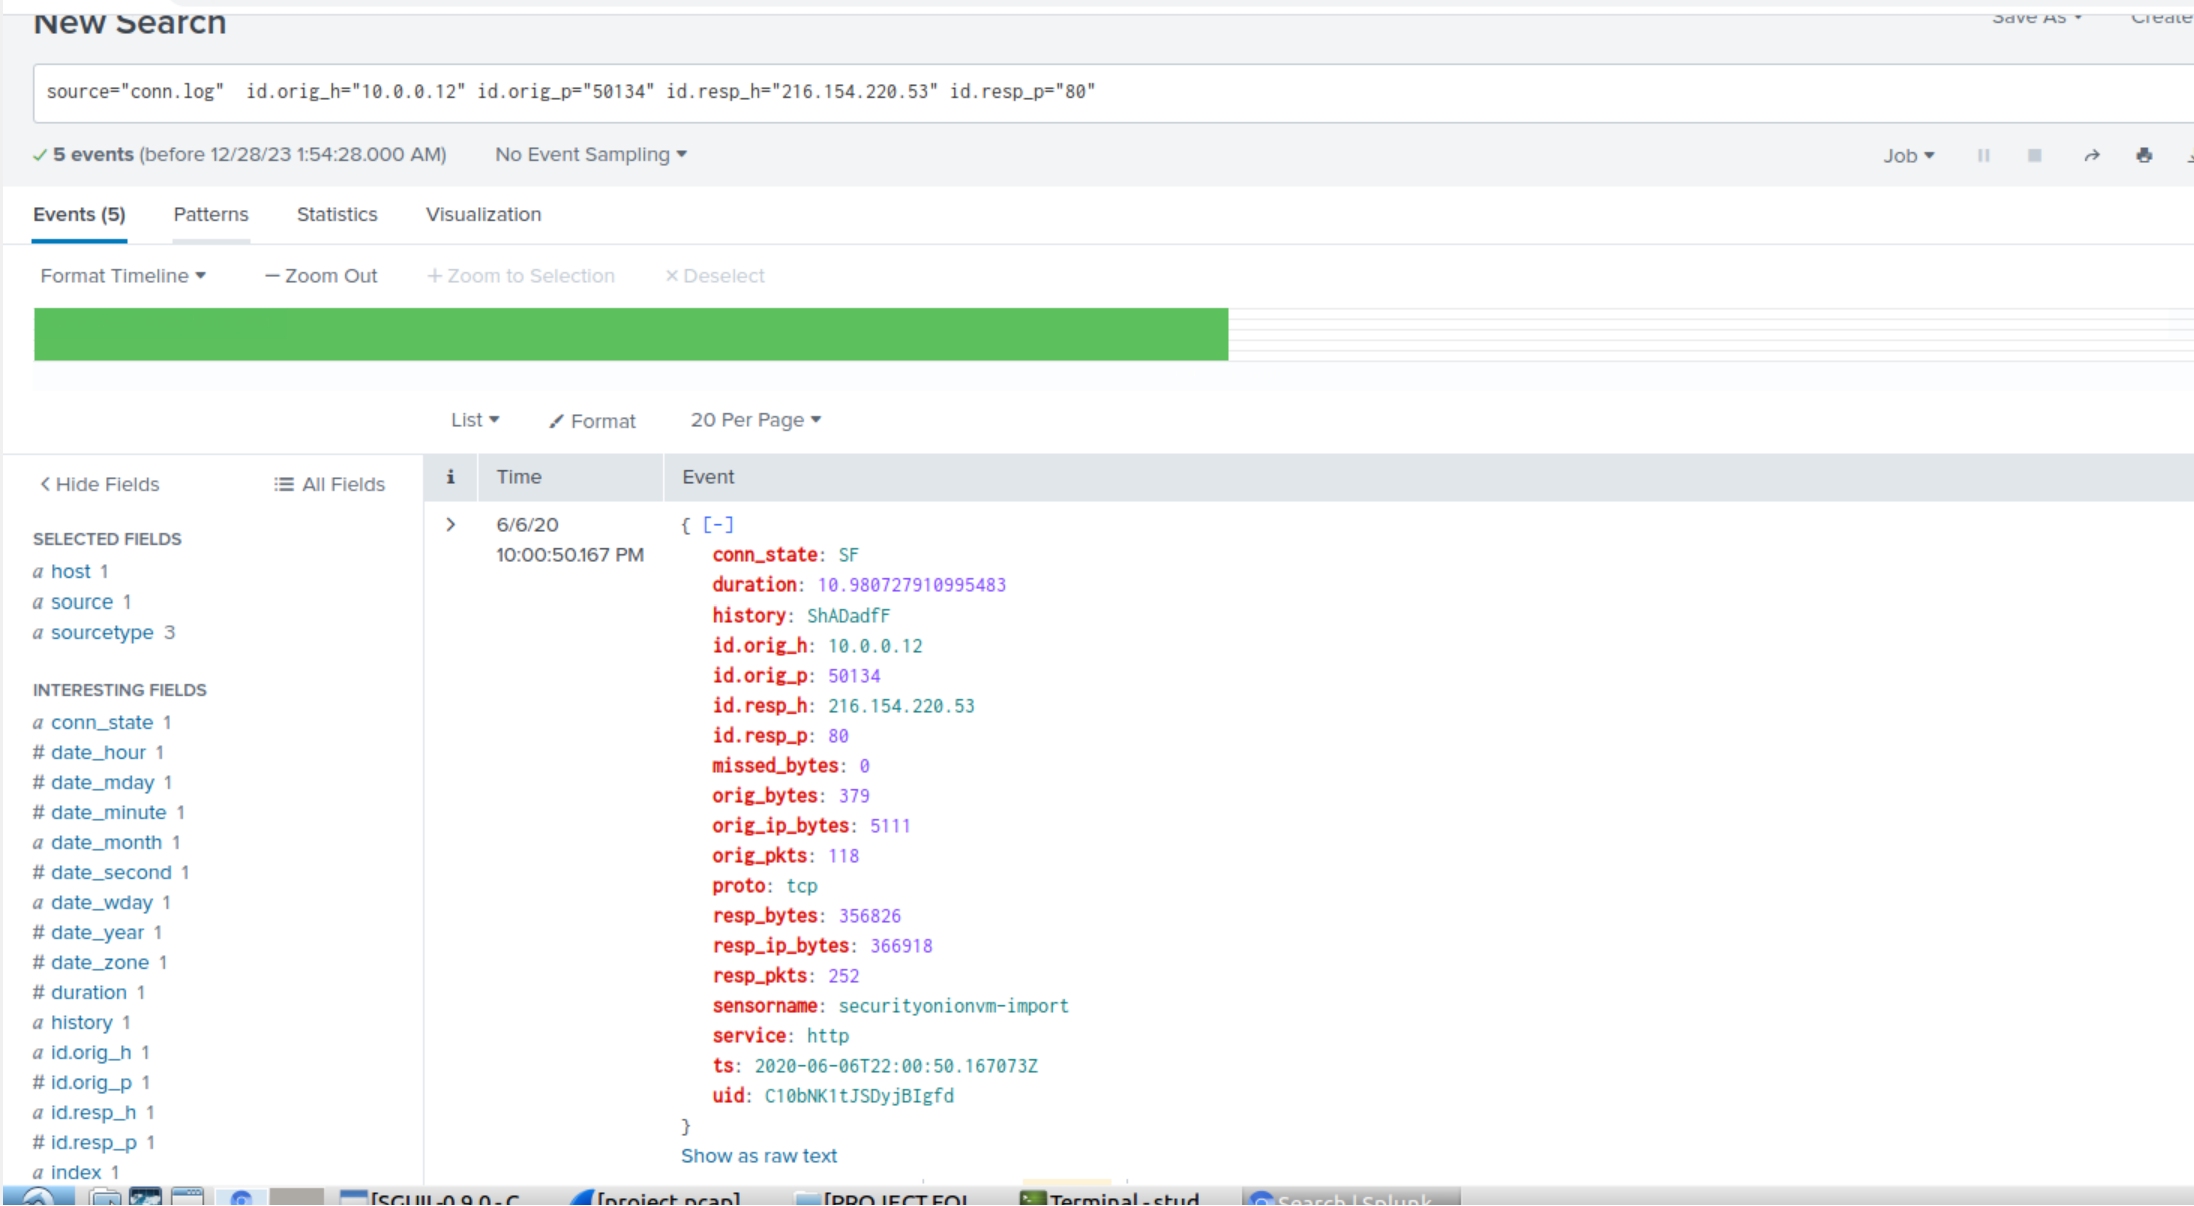 New Search
Save As
Create
source="conn.log"  id.orig_h="10.0.0.12" id.orig_p="50134" id.resp_h="216.154.220.53" id.resp_p="80"
5 events (before 12/28/23 1:54:28.000 AM)
No Event Sampling
Job
Events (5)
Patterns
Statistics
Visualization
Format Timeline
— Zoom Out
+ Zoom to Selection
× Deselect
List
Format
20 Per Page
< Hide Fields
All Fields
i
Time
Event
SELECTED FIELDS
a host 1
a source 1
a sourcetype 3
INTERESTING FIELDS
a conn_state 1
# date_hour 1
# date_mday 1
# date_minute 1
a date_month 1
# date_second 1
a date_wday 1
# date_year 1
# date_zone 1
# duration 1
a history 1
a id.orig_h 1
# id.orig_p 1
a id.resp_h 1
# id.resp_p 1
a index 1
>
6/6/20
10:00:50.167 PM
{ [-]
conn_state: SF
duration: 10.980727910995483
history: ShADadfF
id.orig_h: 10.0.0.12
id.orig_p: 50134
id.resp_h: 216.154.220.53
id.resp_p: 80
missed_bytes: 0
orig_bytes: 379
orig_ip_bytes: 5111
orig_pkts: 118
proto: tcp
resp_bytes: 356826
resp_ip_bytes: 366918
resp_pkts: 252
sensorname: securityonionvm-import
service: http
ts: 2020-06-06T22:00:50.167073Z
uid: C10bNK1tJSDyjBIgfd
}
Show as raw text
[SGUIL-0.9.0 - C
[project.pcap]
[PROJECT FOL
Terminal - stud
Search | Splunk